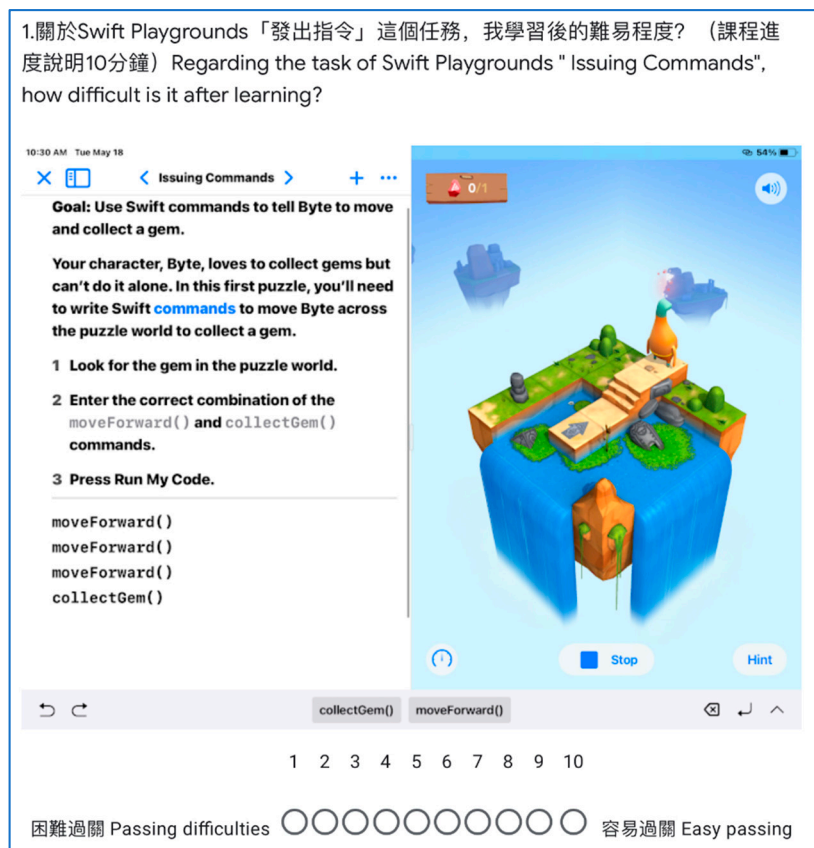 1.關於Swift Playgrounds「發出指令」這個任務，我學習後的難易程度？（課程進
度說明10分鐘）Regarding the task of Swift Playgrounds " Issuing Commands",
how difficult is it after learning?
10:30 AM Tue May 18
54%
Issuing Commands
0/1
Goal: Use Swift commands to tell Byte to move
and collect a gem.
Your character, Byte, loves to collect gems but
can't do it alone. In this first puzzle, you'll need
to write Swift commands to move Byte across
the puzzle world to collect a gem.
1 Look for the gem in the puzzle world.
2 Enter the correct combination of the
moveForward() and collectGem()
commands.
3 Press Run My Code.
moveForward()
moveForward()
moveForward()
collectGem()
Stop
Hint
collectGem() moveForward()
1 2 3 4 5 6 7 8 9 10
困難過關 Passing difficulties 容易過關 Easy passing